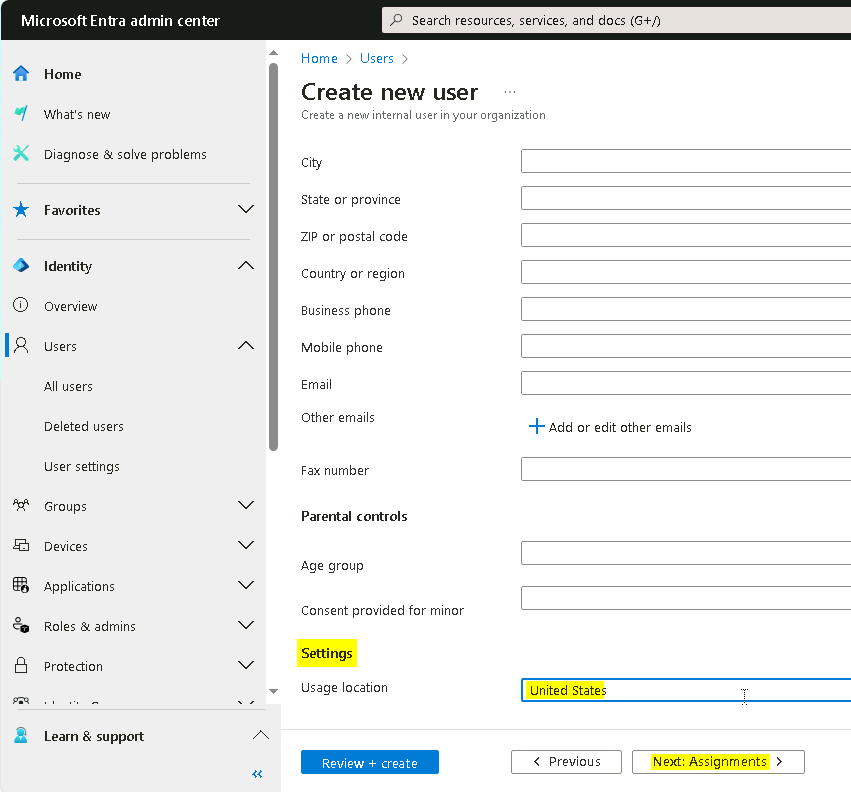 Microsoft Entra admin center
Search resources, services, and docs (G+/)
Home
What's new
Diagnose & solve problems
Favorites
Identity
Overview
Users
All users
Deleted users
User settings
Groups
Devices
Applications
Roles & admins
Protection
Learn & support
«
Home > Users >
Create new user ...
Create a new internal user in your organization
City
State or province
ZIP or postal code
Country or region
Business phone
Mobile phone
Email
Other emails
+ Add or edit other emails
Fax number
Parental controls
Age group
Consent provided for minor
Settings
Usage location
United States
Review + create
< Previous
Next: Assignments >